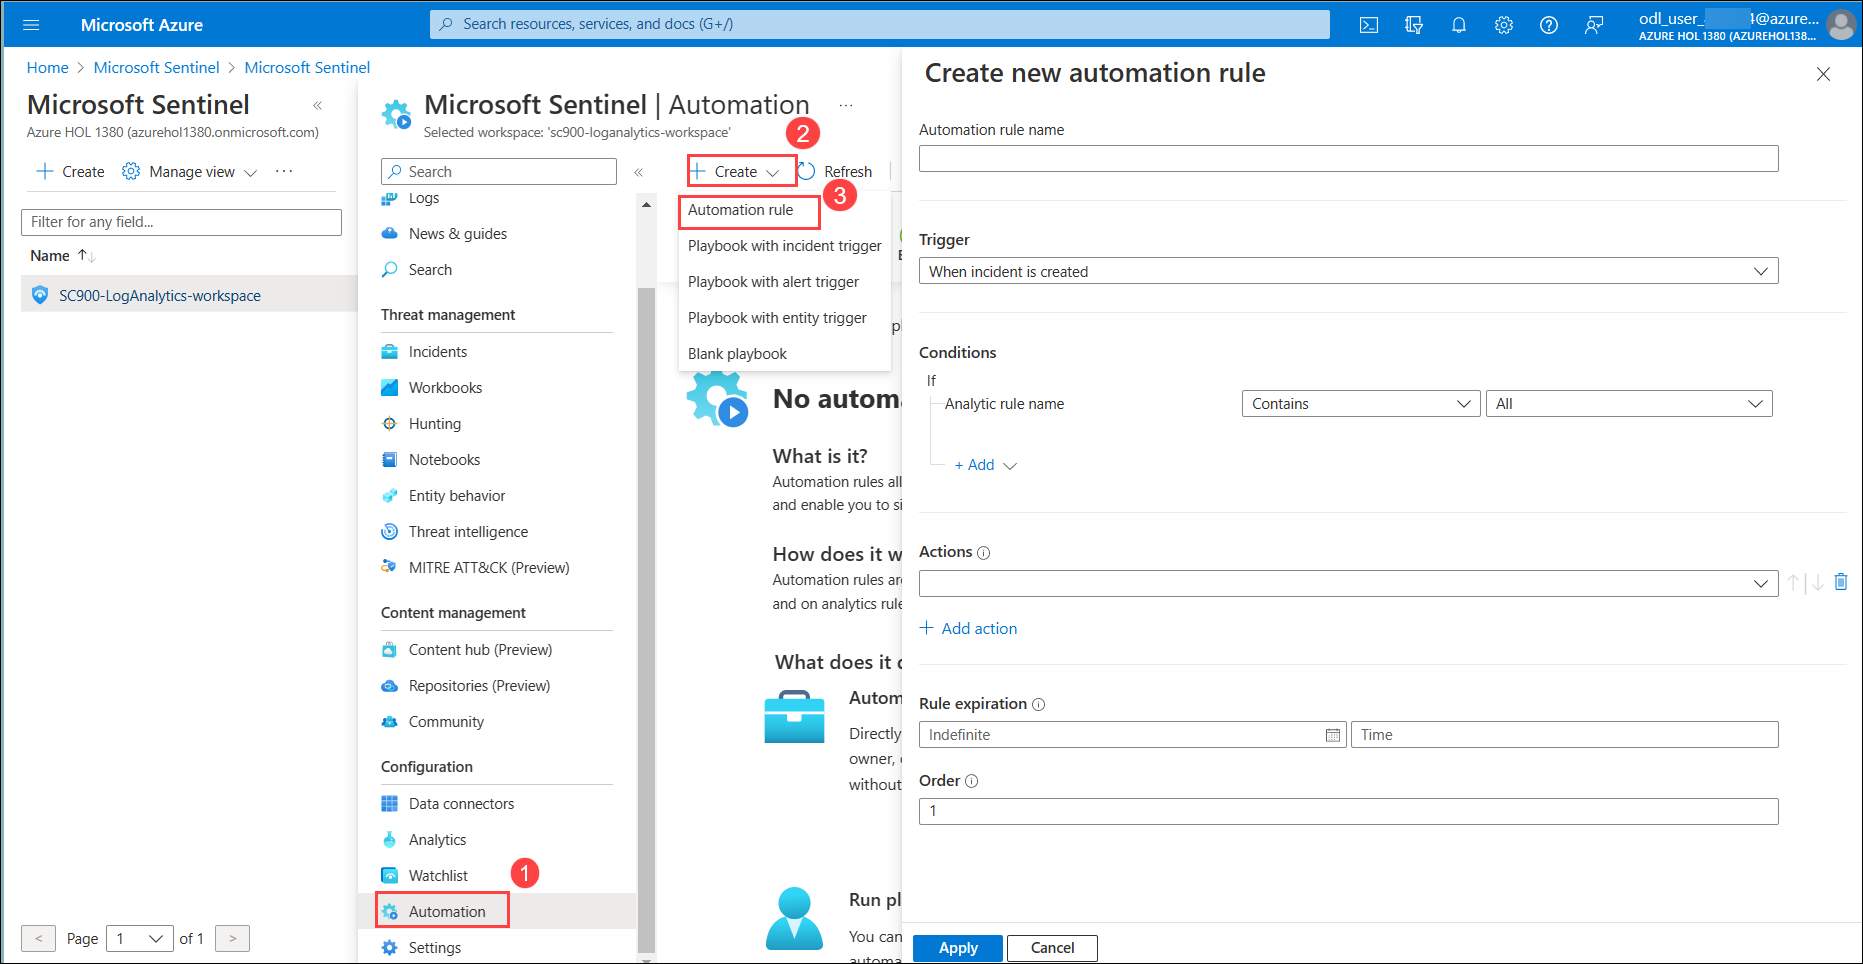 Microsoft Azure
Search resources, services, and docs (G+/)
odl_user_ 4@azure...
AZURE HOL 1380 (AZUREHOL138...
Home > Microsoft Sentinel > Microsoft Sentinel
Microsoft Sentinel «
Azure HOL 1380 (azurehol1380.onmicrosoft.com)
+ Create Manage view ...
Filter for any field...
Name ↑↓
SC900-LogAnalytics-workspace
< Page 1 of 1 >
Microsoft Sentinel | Automation ...
Selected workspace: 'sc900-loganalytics-workspace'
Search «
Logs
News & guides
Search
Threat management
Incidents
Workbooks
Hunting
Notebooks
Entity behavior
Threat intelligence
MITRE ATT&CK (Preview)
Content management
Content hub (Preview)
Repositories (Preview)
Community
Configuration
Data connectors
Analytics
Watchlist
1
Automation
Settings
2
+ Create Refresh
3
Automation rule
Playbook with incident trigger
Playbook with alert trigger
Playbook with entity trigger
Blank playbook
No autom
What is it?
Automation rules all
and enable you to si
How does it w
Automation rules are
and on analytics rule
What does it d
Autom
Directly
owner,
without
Run pl
You can
automa
Create new automation rule
Automation rule name
Trigger
When incident is created
Conditions
If
Analytic rule name Contains All
+ Add
Actions
+ Add action
Rule expiration
Indefinite Time
Order
1
Apply Cancel